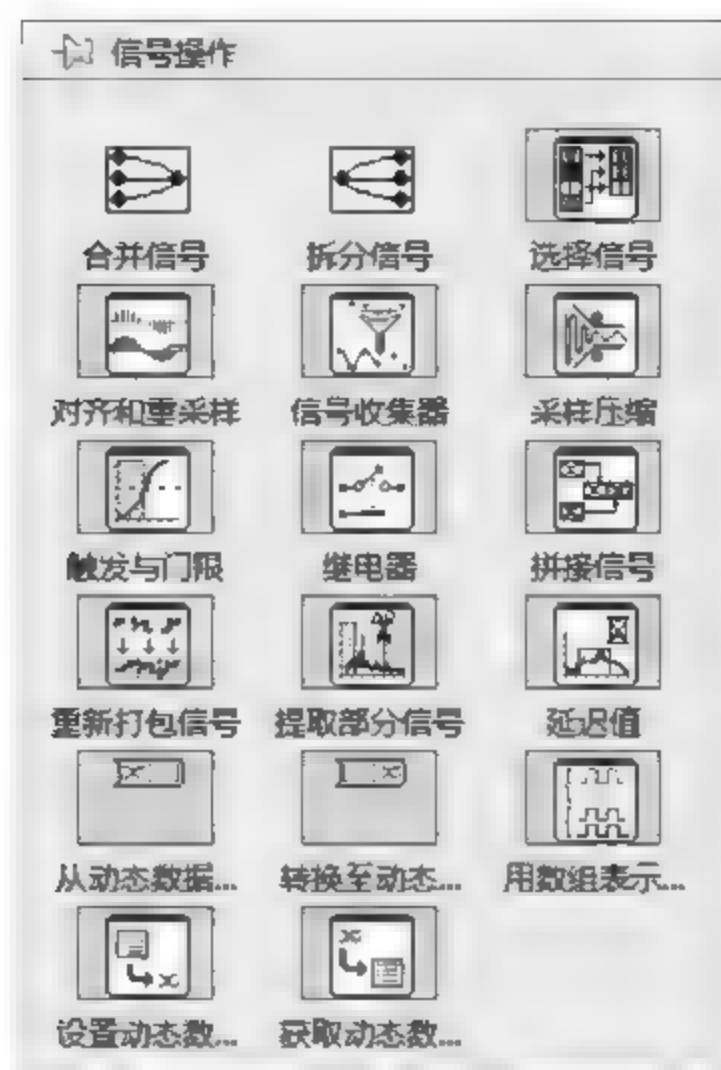 信号操作
合并信号 拆分信号 选择信号
对齐和重采样 信号收集器 采样压缩
触发与门限 继电器 拼接信号
重新打包信号 提取部分信号 延迟值
从动态数据... 转换至动态... 用数组表示...
设置动态数... 获取动态数...